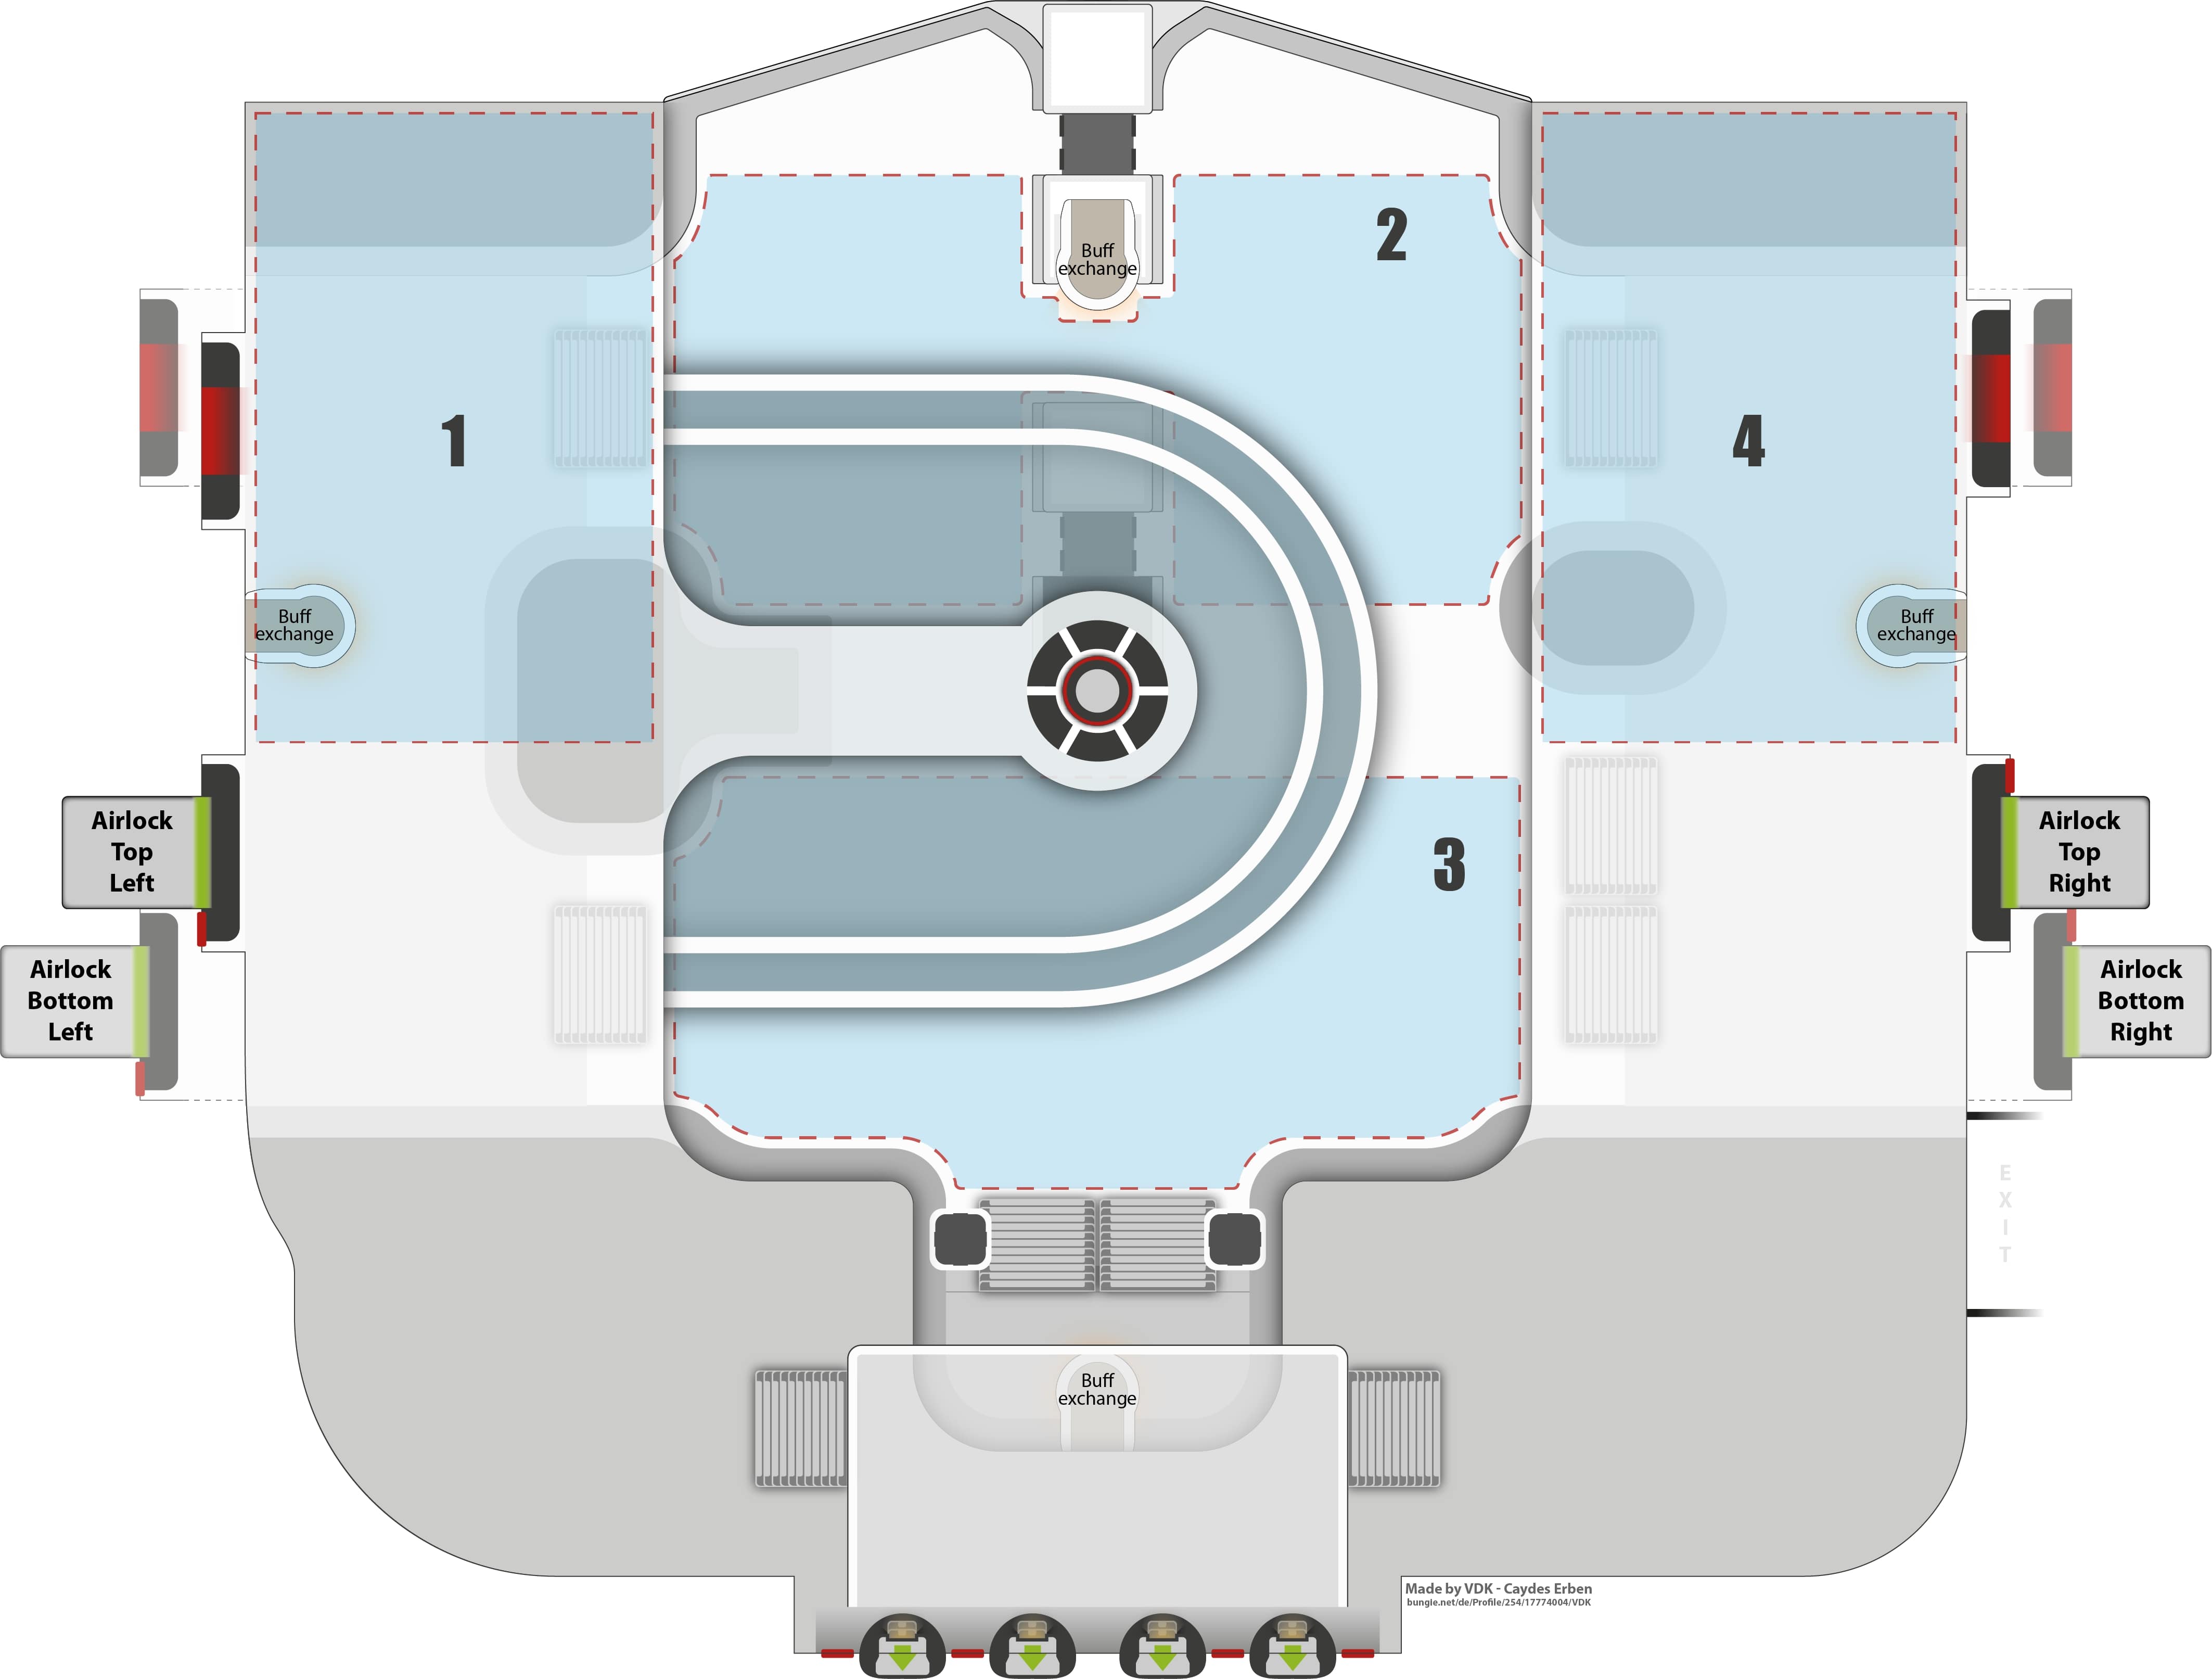 Buff
exchange
2
1
4
Buff
exchange
Buff
exchange
Airlock
Top
Left
3
Airlock
Top
Right
Airlock
Bottom
Left
Airlock
Bottom
Right
E
X
I
T
Buff
exchange
Made by VDK - Caydes Erben
bungie.net/de/Profile/254/17774004/VDK